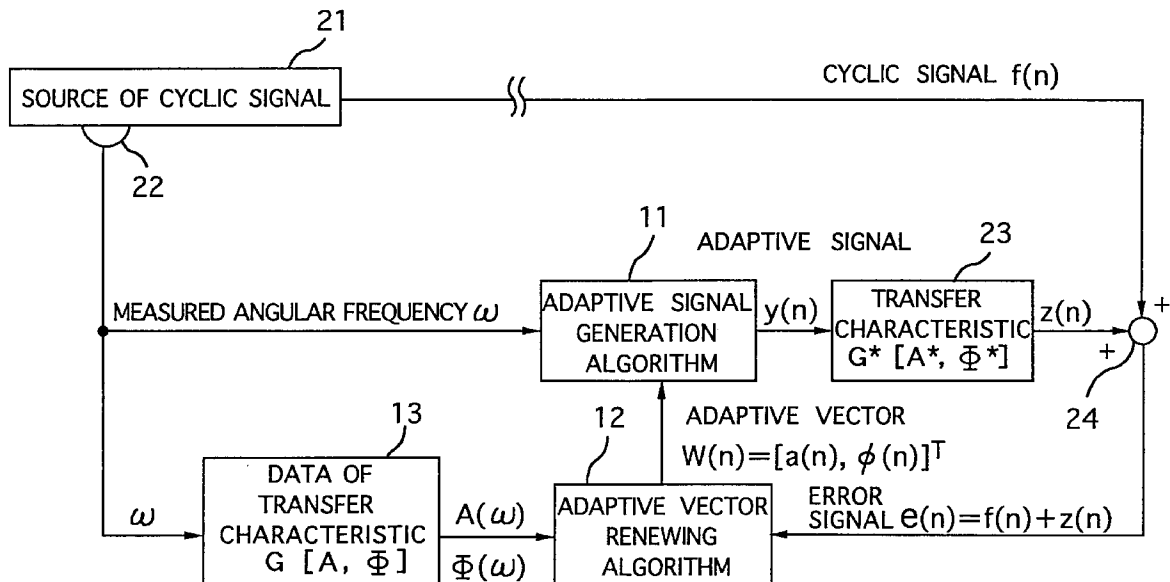 21
SOURCE OF CYCLIC SIGNAL
CYCLIC SIGNAL f(n)
22
11
ADAPTIVE SIGNAL
23
MEASURED ANGULAR FREQUENCY ω
ADAPTIVE SIGNAL
GENERATION
ALGORITHM
y(n)
TRANSFER
CHARACTERISTIC
G* [A*, Φ*]
z(n)
+
+
24
13
12
ADAPTIVE VECTOR
W(n)=[a(n), ϕ(n)]ᵀ
ω
DATA OF
TRANSFER
CHARACTERISTIC
G [A, Φ]
A(ω)
Φ(ω)
ADAPTIVE VECTOR
RENEWING
ALGORITHM
ERROR
SIGNAL e(n)=f(n)+z(n)